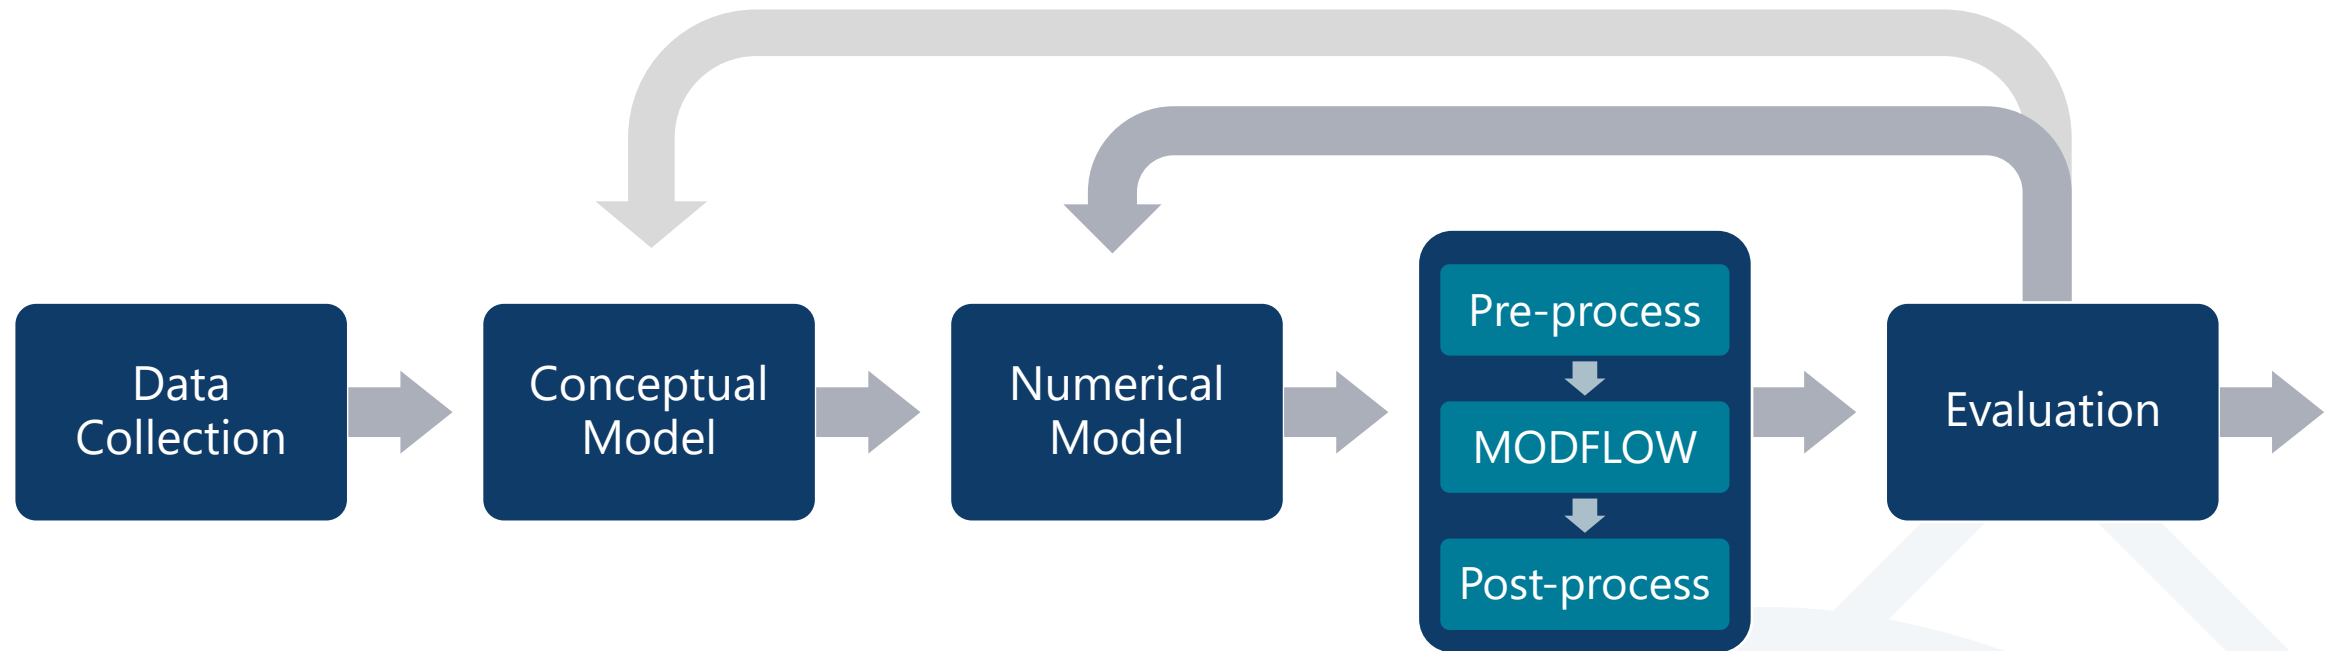 Data
Collection
Conceptual
Model
Numerical
Model
Pre-process
MODFLOW
Post-process
Evaluation